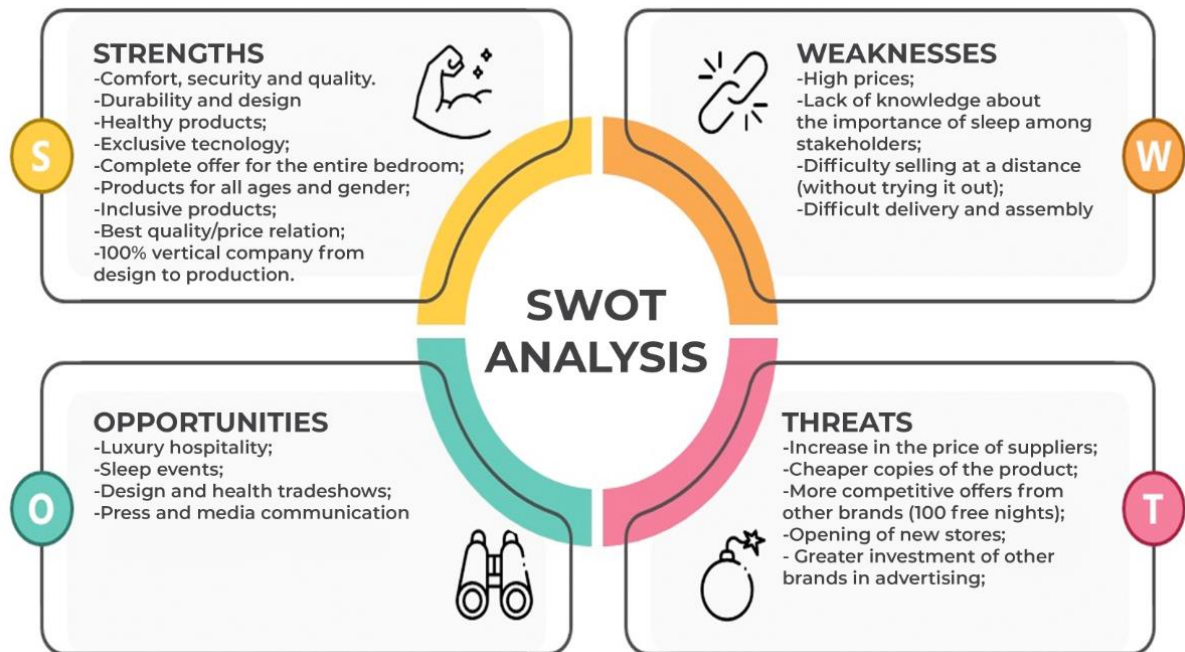 STRENGTHS
-Comfort, security and quality.
-Durability and design
-Healthy products;
-Exclusive tecnology;
-Complete offer for the entire bedroom;
-Products for all ages and gender;
-Inclusive products;
-Best quality/price relation;
-100% vertical company from
design to production.
S
WEAKNESSES
-High prices;
-Lack of knowledge about
the importance of sleep among
stakeholders;
-Difficulty selling at a distance
(without trying it out);
-Difficult delivery and assembly
W
SWOT
ANALYSIS
OPPORTUNITIES
-Luxury hospitality;
-Sleep events;
-Design and health tradeshows;
-Press and media communication
O
THREATS
-Increase in the price of suppliers;
-Cheaper copies of the product;
-More competitive offers from
other brands (100 free nights);
-Opening of new stores;
- Greater investment of other
brands in advertising;
T